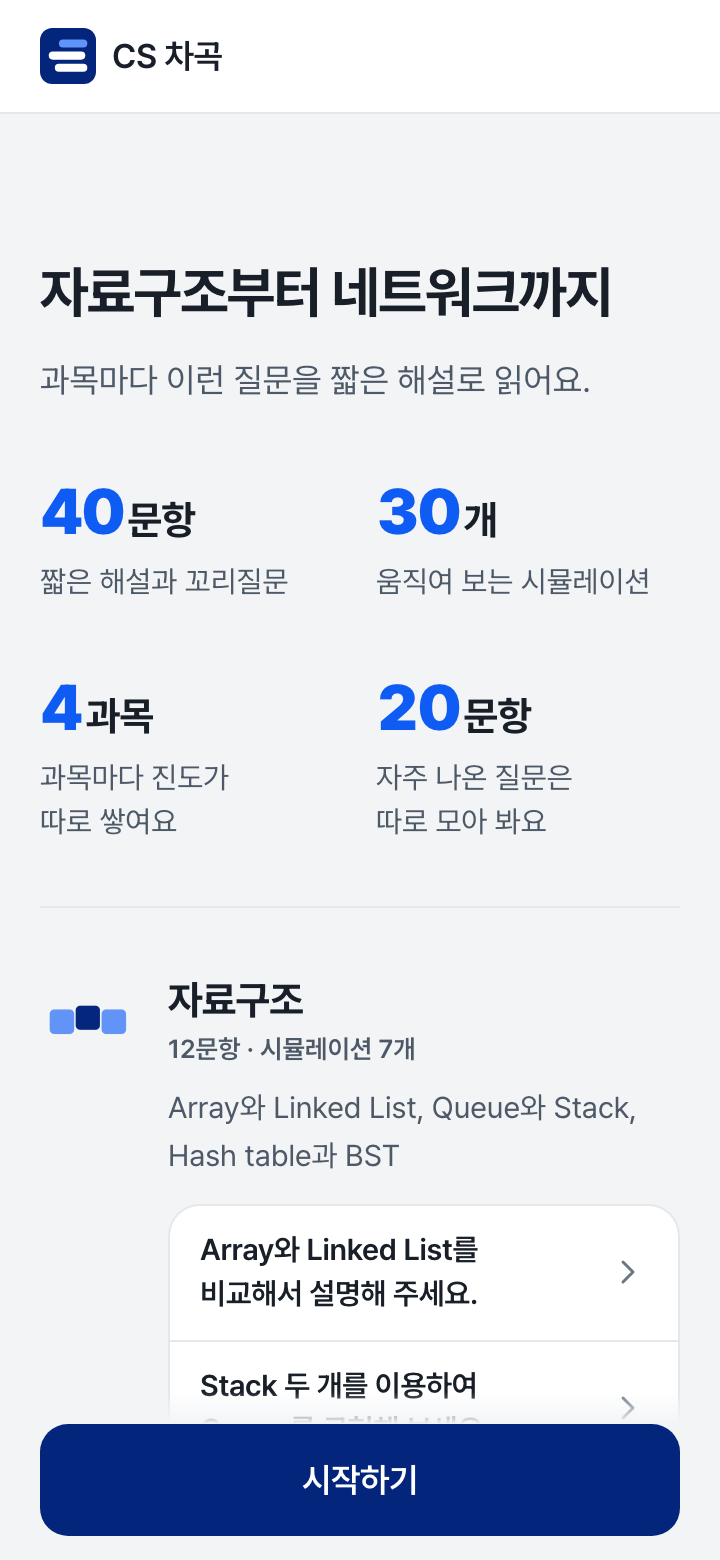 CS 차곡
자료구조부터 네트워크까지
과목마다 이런 질문을 짧은 해설로 읽어요.
40문항
짧은 해설과 꼬리질문
30개
움직여 보는 시뮬레이션
4과목
과목마다 진도가
따로 쌓여요
20문항
자주 나온 질문은
따로 모아 봐요
자료구조
12문항 · 시뮬레이션 7개
Array와 Linked List, Queue와 Stack,
Hash table과 BST
Array와 Linked List를
비교해서 설명해 주세요.
Stack 두 개를 이용하여
시작하기